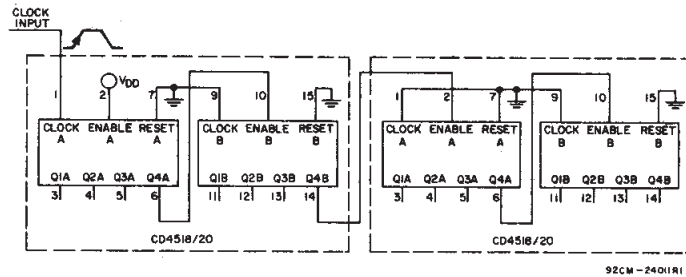 CLOCK
INPUT
VDD
1 2 7 9 10 15 1 2 7 9 10 15
CLOCK ENABLE RESET CLOCK ENABLE RESET CLOCK ENABLE RESET CLOCK ENABLE RESET
A A A B B B A A A B B B
Q1A Q2A Q3A Q4A Q1B Q2B Q3B Q4B Q1A Q2A Q3A Q4A Q1B Q2B Q3B Q4B
3 4 5 6 11 12 13 14 3 4 5 6 11 12 13 14
CD4518/20 CD4518/20